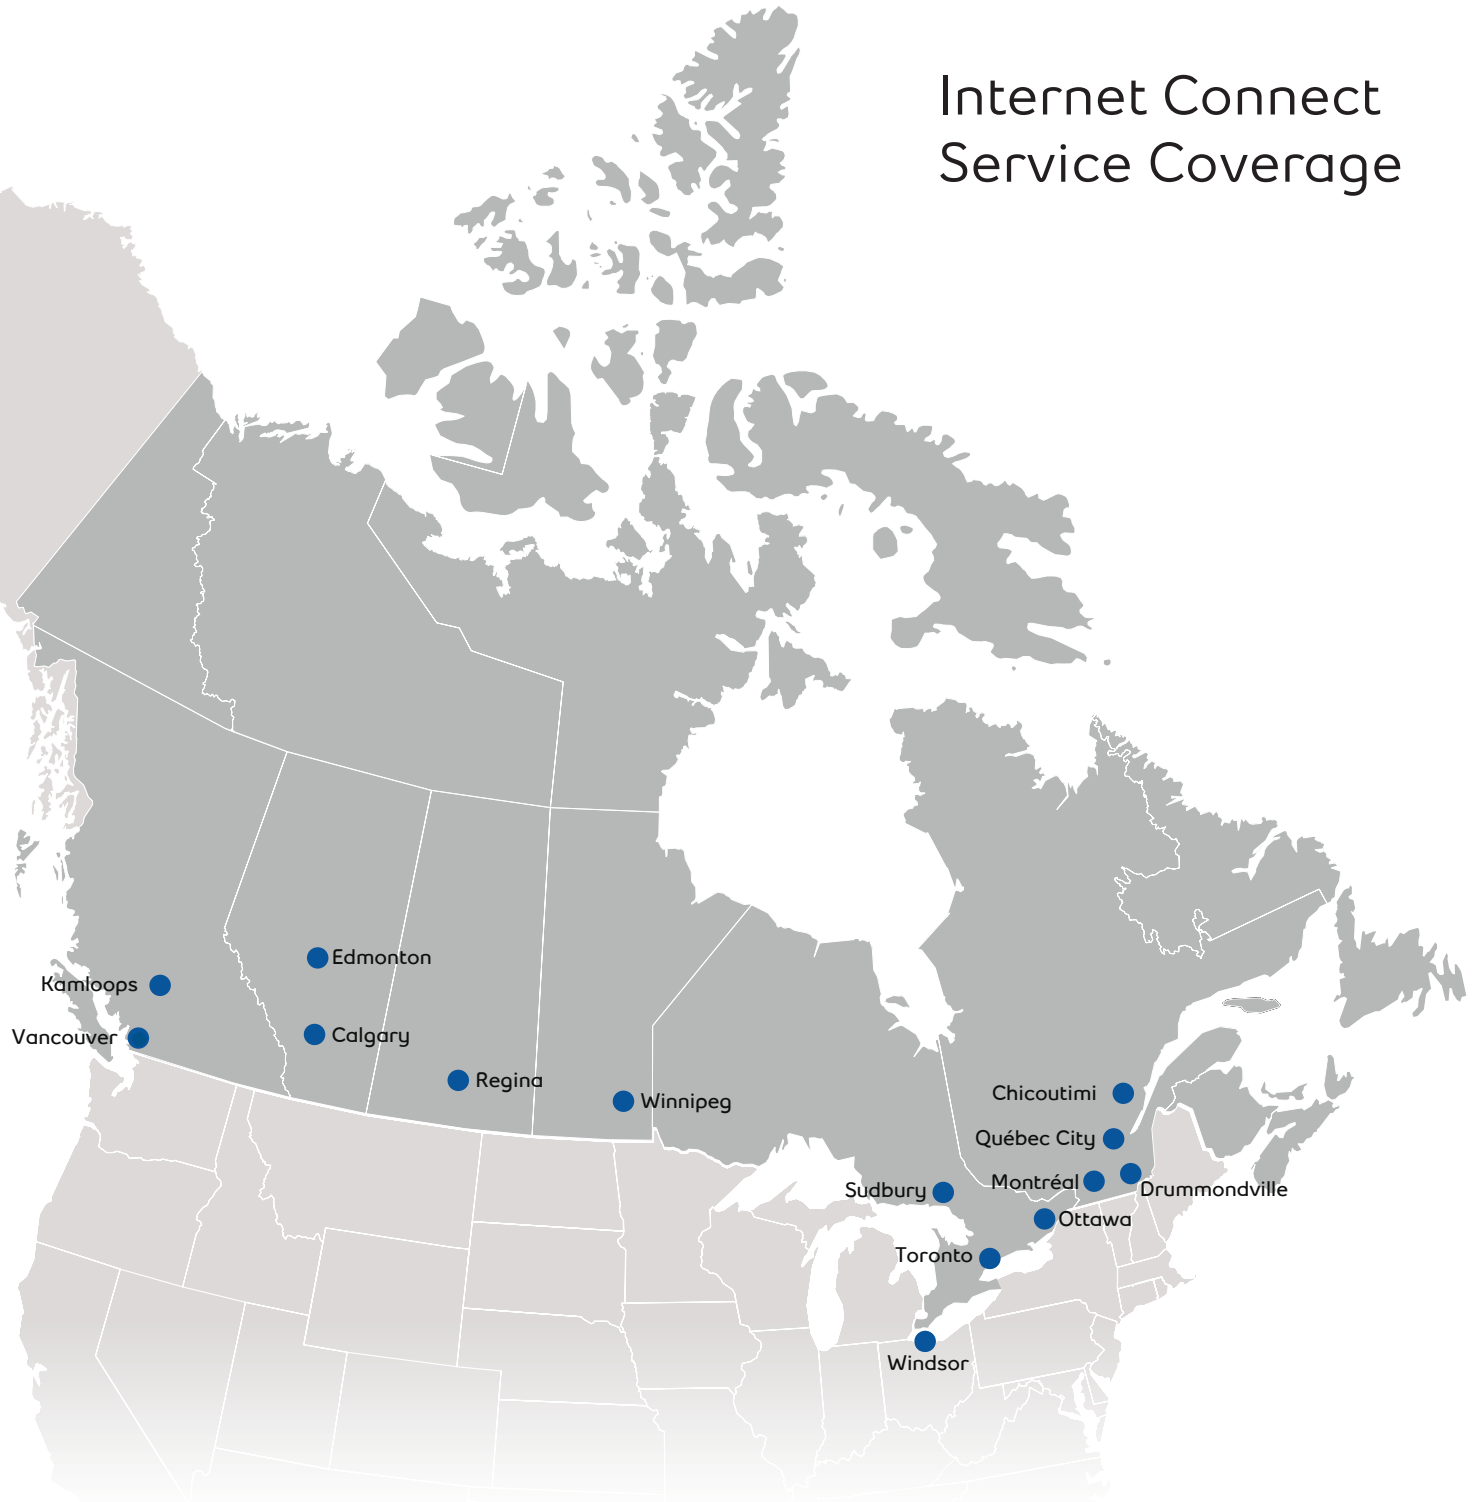 Internet Connect
Service Coverage
Edmonton
Kamloops
Vancouver
Calgary
Regina
Winnipeg
Chicoutimi
Québec City
Montréal
Drummondville
Sudbury
Ottawa
Toronto
Windsor